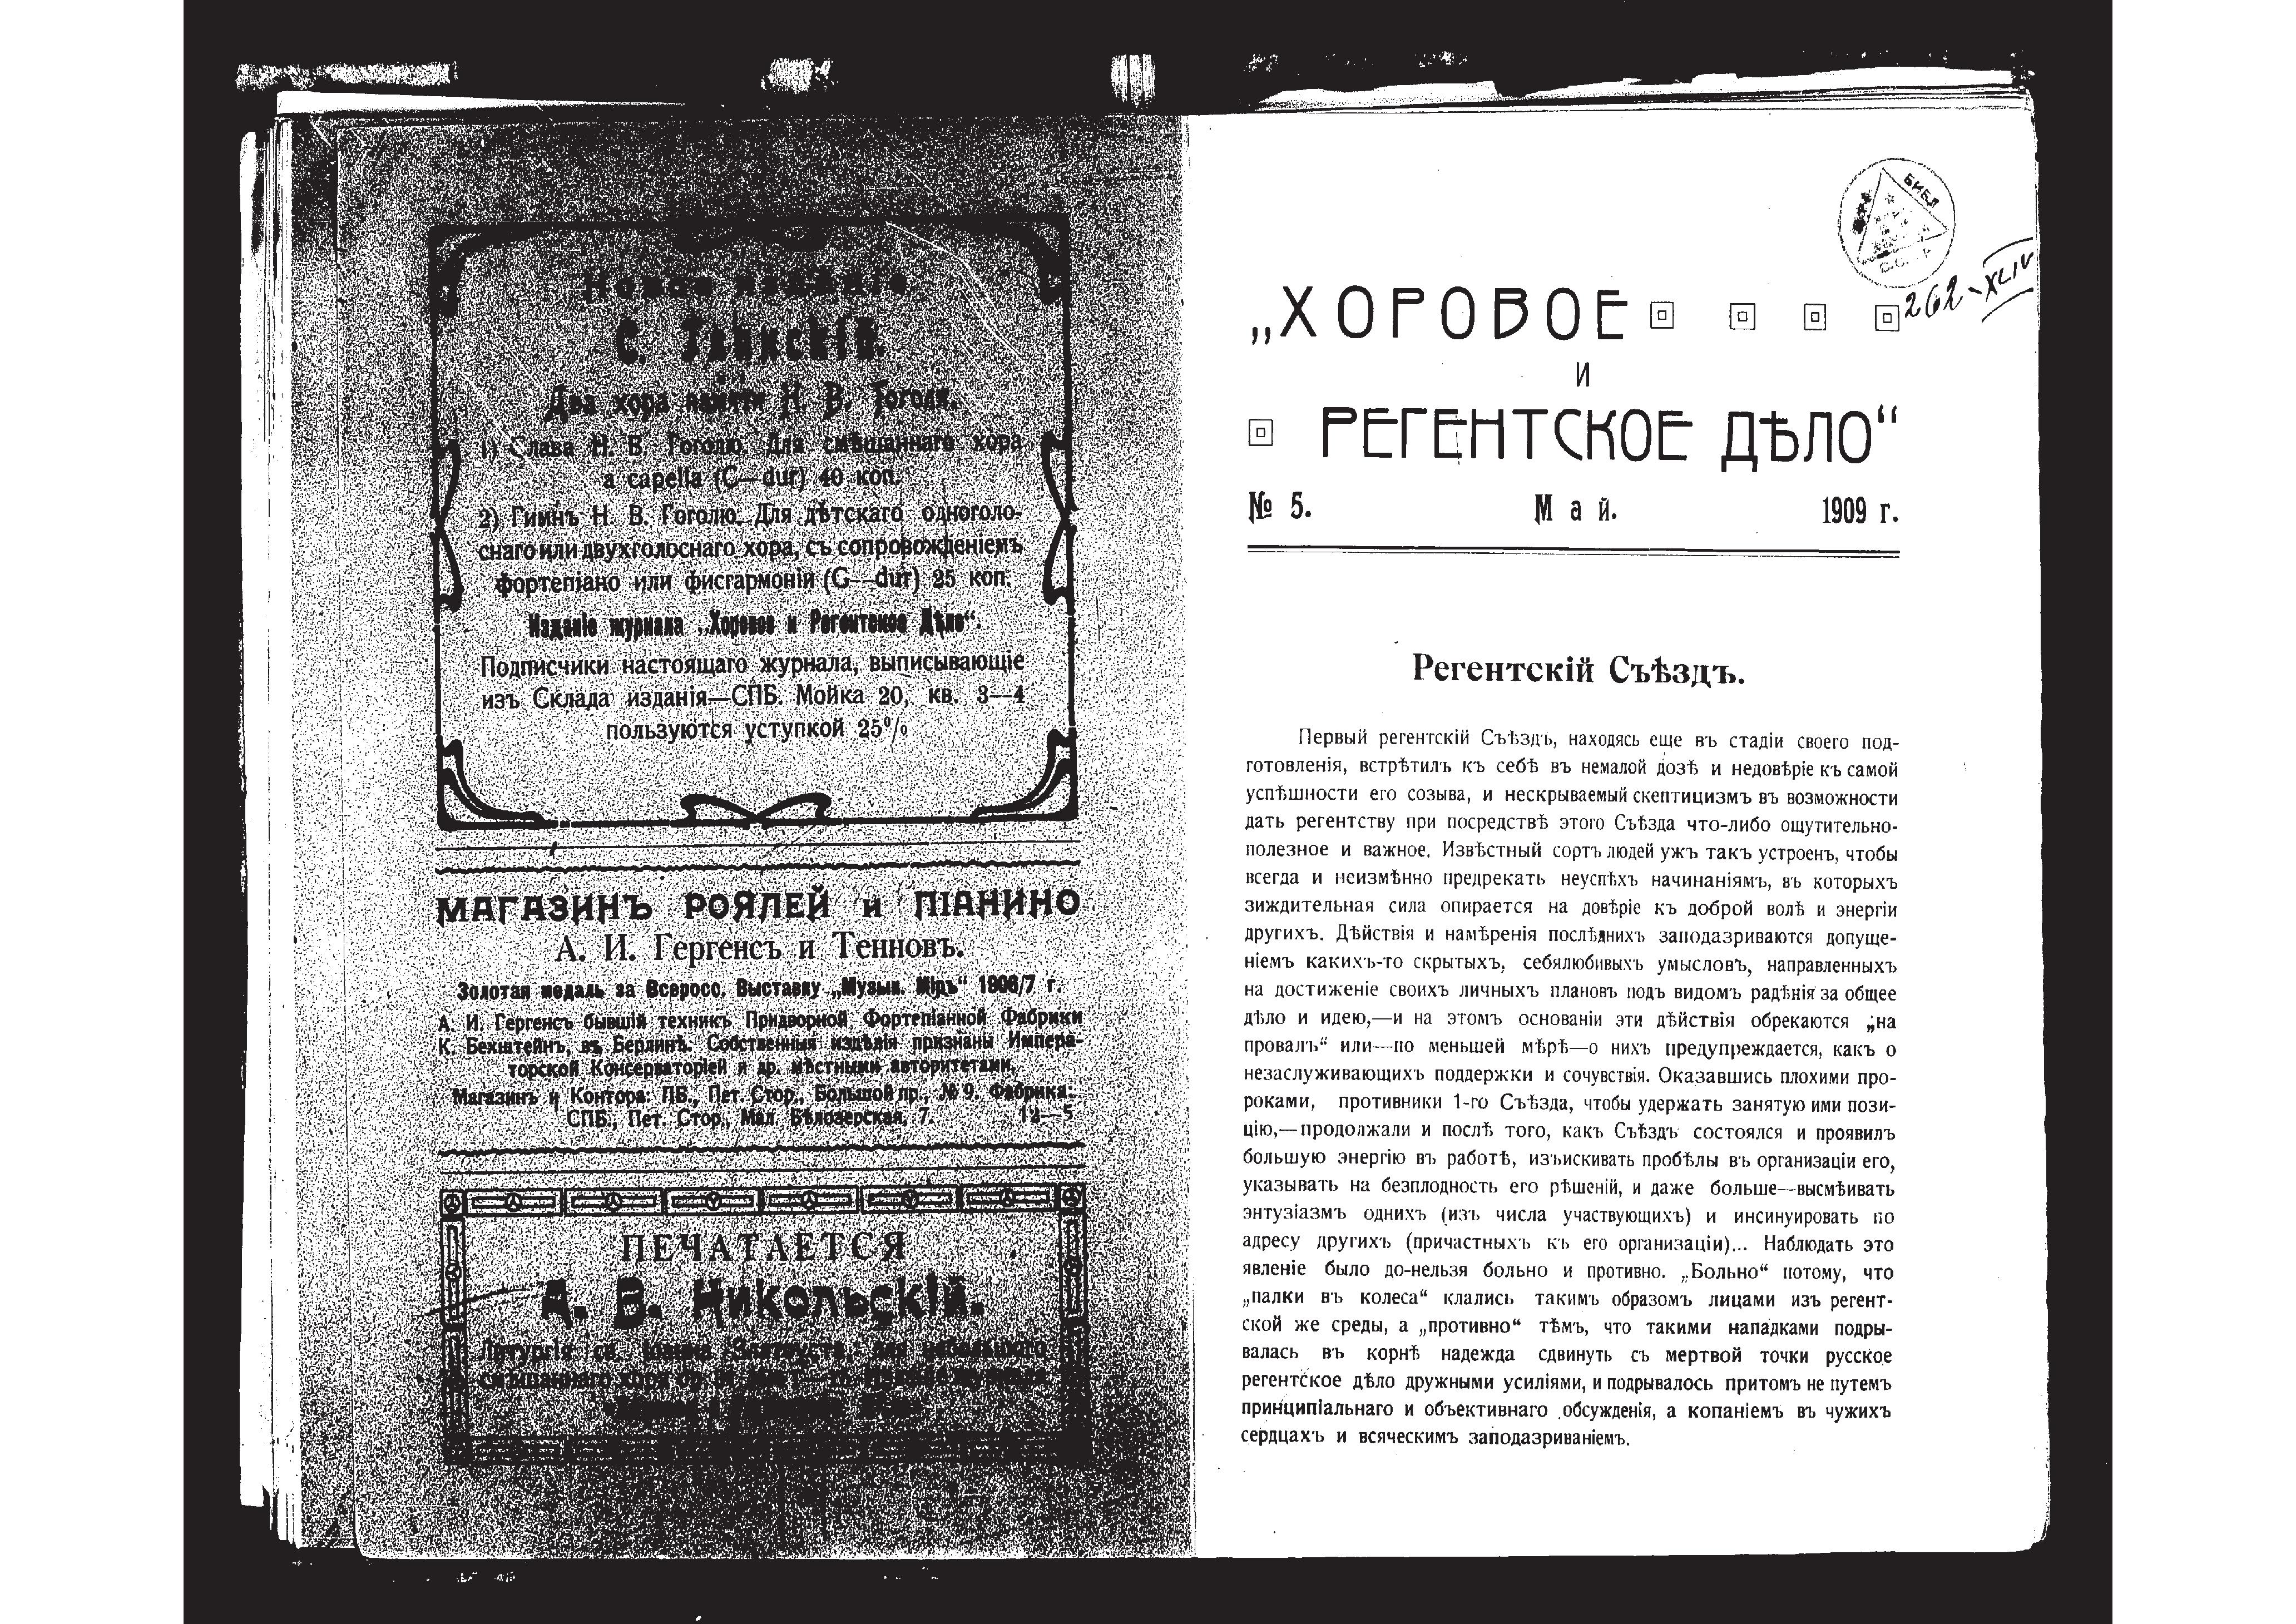 Новое изданіе
С.
Два хора памяти Н. В. Гоголя.
1) Слава Н. В. Гоголю. Для смѣшаннаго хора
a capella (C—dur) 40 коп.
2) Гимнъ Н. В. Гоголю. Для дѣтскаго одноголо-
снаго или двухголоснаго хора, съ сопровожденіемъ
фортепіано или фисгармоніи (G—dur) 25 коп.
Изданіе журнала „Хоровое и Регентское Дѣло“.
Подписчики настоящаго журнала, выписывающіе
изъ Склада изданія—СПБ. Мойка 20, кв. 3—4
пользуются уступкой 25%
МАГАЗИНЪ РОЯЛЕЙ и ПІАНИНО
А. И. Гергенсъ и Тенновъ.
Золотая медаль за Всеросс. Выставку „Музык. Міръ“ 1906/7 г.
А. И. Гергенсъ бывшій техникъ Придворной Фортепіанной Фабрики
К. Бехштейнъ, въ Берлинѣ. Собственныя издѣлія признаны Импера-
торской Консерваторіей и др. мѣстными авторитетами.
Магазинъ и Контора: ПБ., Пет. Стор., Большой пр., № 9. Фабрика:
СПБ., Пет. Стор., Мал. Бѣлозерская, 7. 12—5
ПЕЧАТАЕТСЯ
А. В. Никольскій.
Литургія св. Іоанна Златоуста, для небольшого
смѣшаннаго хора
БИБЛ
262-XLIV
„ХОРОВОЕ
И
РЕГЕНТСКОЕ ДѢЛО“
№ 5. Май. 1909 г.
Регентскій Съѣздъ.
Первый регентскій Съѣздъ, находясь еще въ стадіи своего под-
готовленія, встрѣтилъ къ себѣ въ немалой дозѣ и недовѣріе къ самой
успѣшности его созыва, и нескрываемый скептицизмъ въ возможности
дать регентству при посредствѣ этого Съѣзда что-либо ощутительно-
полезное и важное. Извѣстный сортъ людей ужъ такъ устроенъ, чтобы
всегда и неизмѣнно предрекать неуспѣхъ начинаніямъ, въ которыхъ
зиждительная сила опирается на довѣріе къ доброй волѣ и энергіи
другихъ. Дѣйствія и намѣренія послѣднихъ заподазриваются допуще-
ніемъ какихъ-то скрытыхъ, себялюбивыхъ умысловъ, направленныхъ
на достиженіе своихъ личныхъ плановъ подъ видомъ радѣнія за общее
дѣло и идею,—и на этомъ основаніи эти дѣйствія обрекаются „на
провалъ“ или—по меньшей мѣрѣ—о нихъ предупреждается, какъ о
незаслуживающихъ поддержки и сочувствія. Оказавшись плохими про-
роками, противники 1-го Съѣзда, чтобы удержать занятую ими пози-
цію,—продолжали и послѣ того, какъ Съѣздъ состоялся и проявилъ
большую энергію въ работѣ, изъискивать пробѣлы въ организаціи его,
указывать на безплодность его рѣшеній, и даже больше—высмѣивать
энтузіазмъ однихъ (изъ числа участвующихъ) и инсинуировать по
адресу другихъ (причастныхъ къ его организаціи)... Наблюдать это
явленіе было до-нельзя больно и противно. „Больно“ потому, что
„палки въ колеса“ клались такимъ образомъ лицами изъ регент-
ской же среды, а „противно“ тѣмъ, что такими нападками подры-
валась въ корнѣ надежда сдвинуть съ мертвой точки русское
регентское дѣло дружными усиліями, и подрывалось притомъ не путемъ
принципіальнаго и объективнаго обсужденія, а копаніемъ въ чужихъ
сердцахъ и всяческимъ заподазриваніемъ.